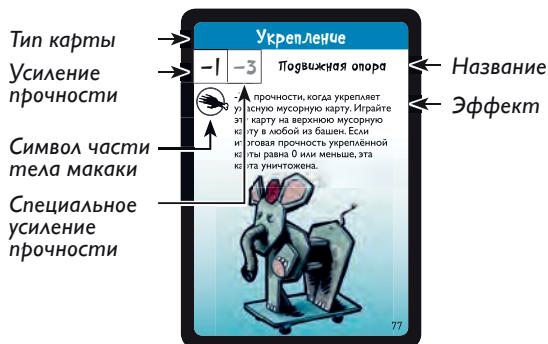 Тип карты
Усиление
прочности
Символ части
тела макаки
Специальное
усиление
прочности
Укрепление
-1 -3 Подвижная опора
прочности, когда укрепляет
ужасную мусорную карту. Играйте
эту карту на верхнюю мусорную
карту в любой из башен. Если
итоговая прочность укреплённой
карты равна 0 или меньше, эта
карта уничтожена.
77
Название
Эффект